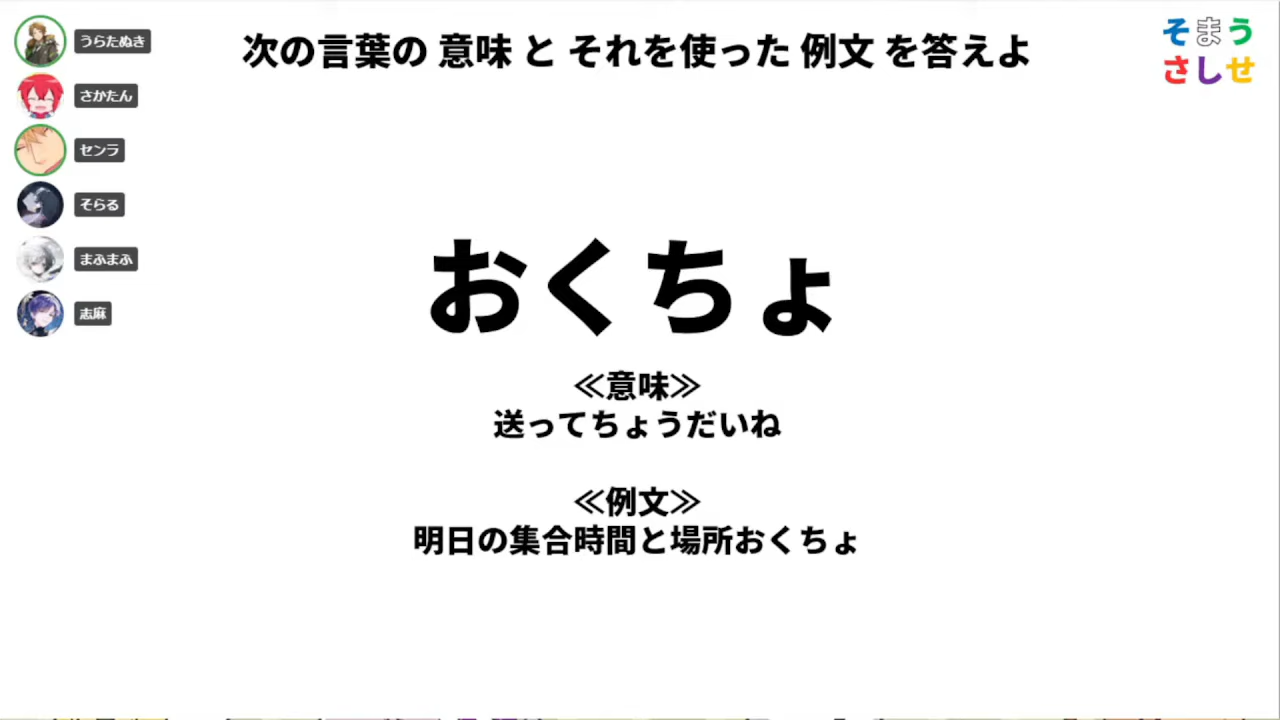 次の言葉の 意味 と それを使った 例文 を答えよ
そまう
さしせ
うらたぬき
さかたん
センラ
そらる
まふまふ
志麻
おくちょ
≪意味≫
送ってちょうだいね
≪例文≫
明日の集合時間と場所おくちょ